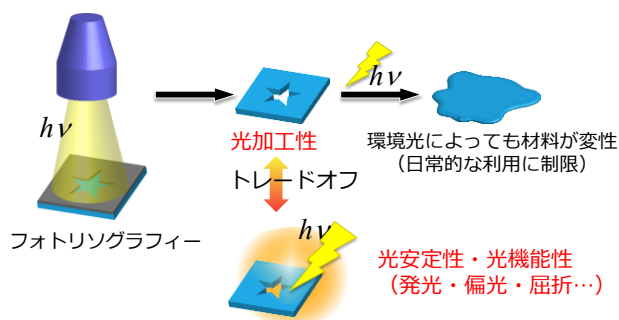 hν
フォトリソグラフィー
光加工性
hν
環境光によっても材料が変性
（日常的な利用に制限）
トレードオフ
hν
光安定性・光機能性
（発光・偏光・屈折…）